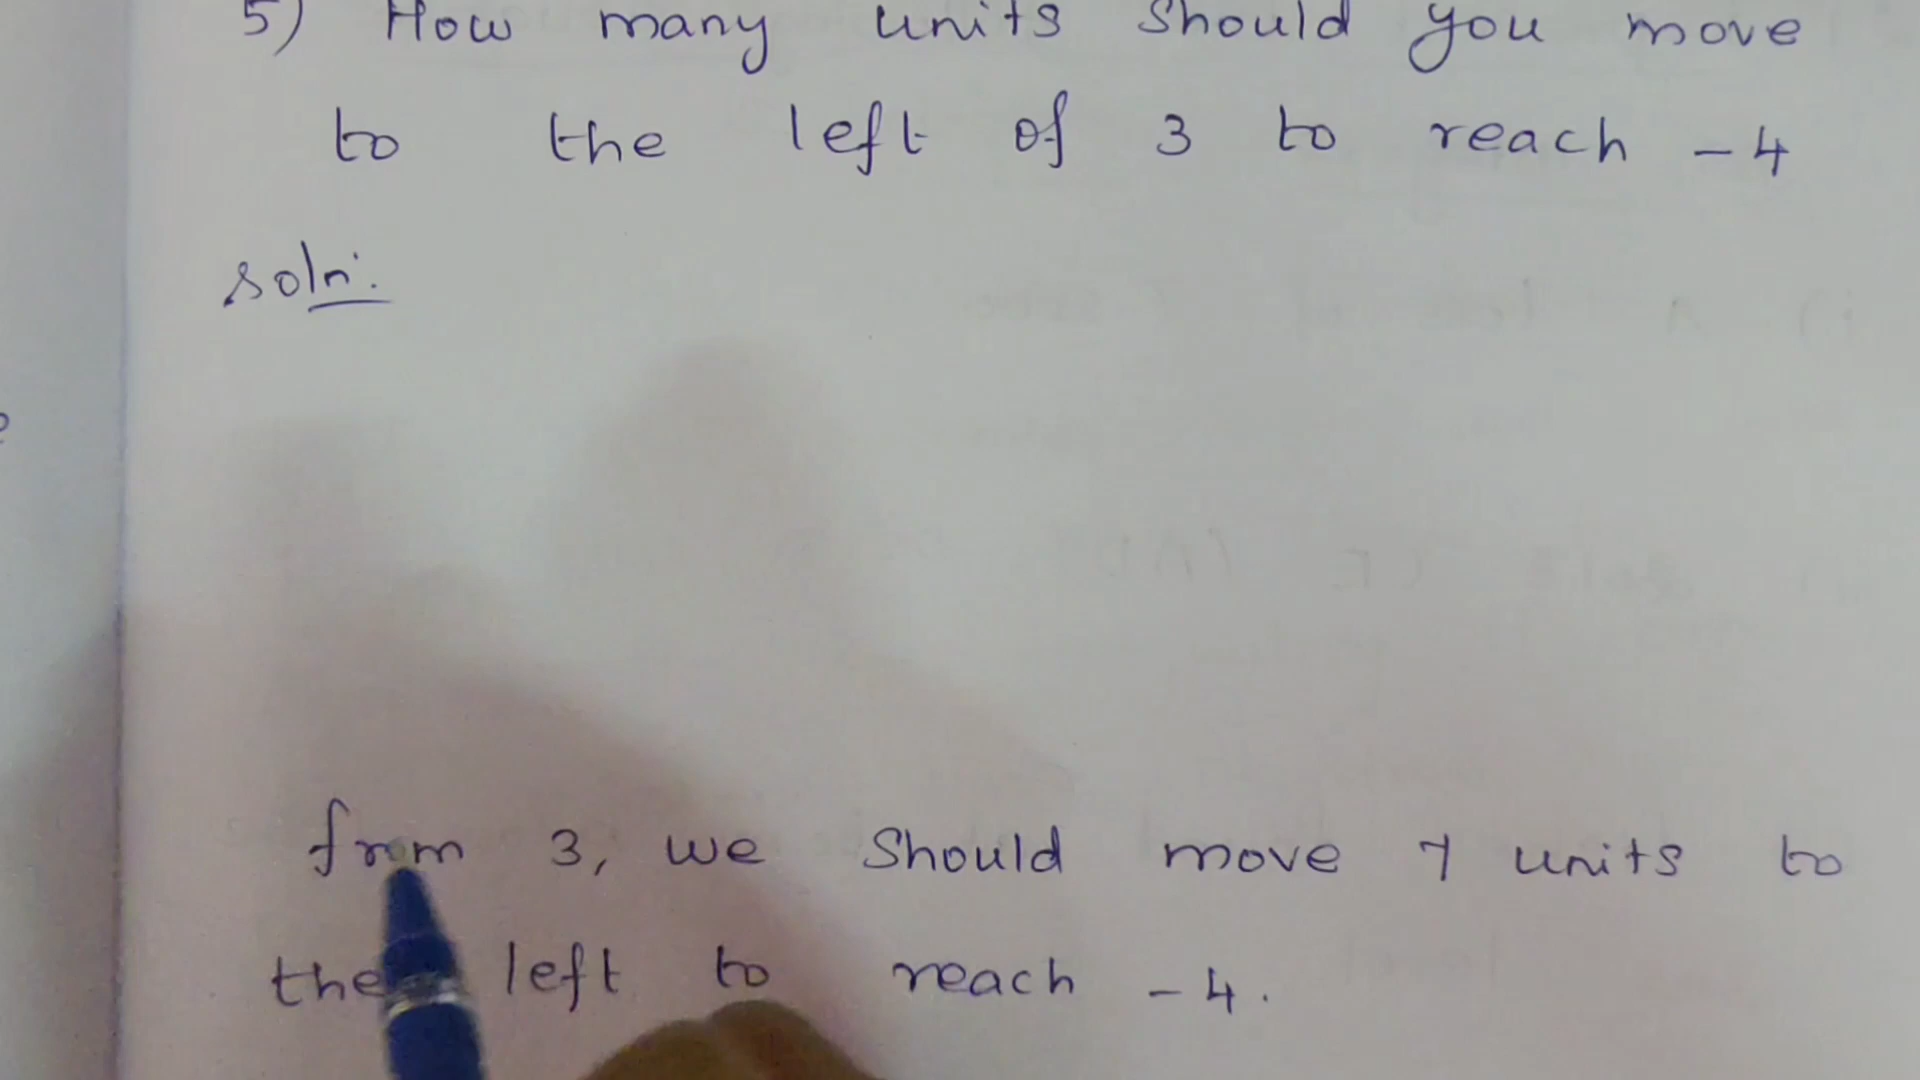 5) How many units should you move
to the left of 3 to reach -4
soln:
from 3, we should move 7 units to
the left to reach -4.